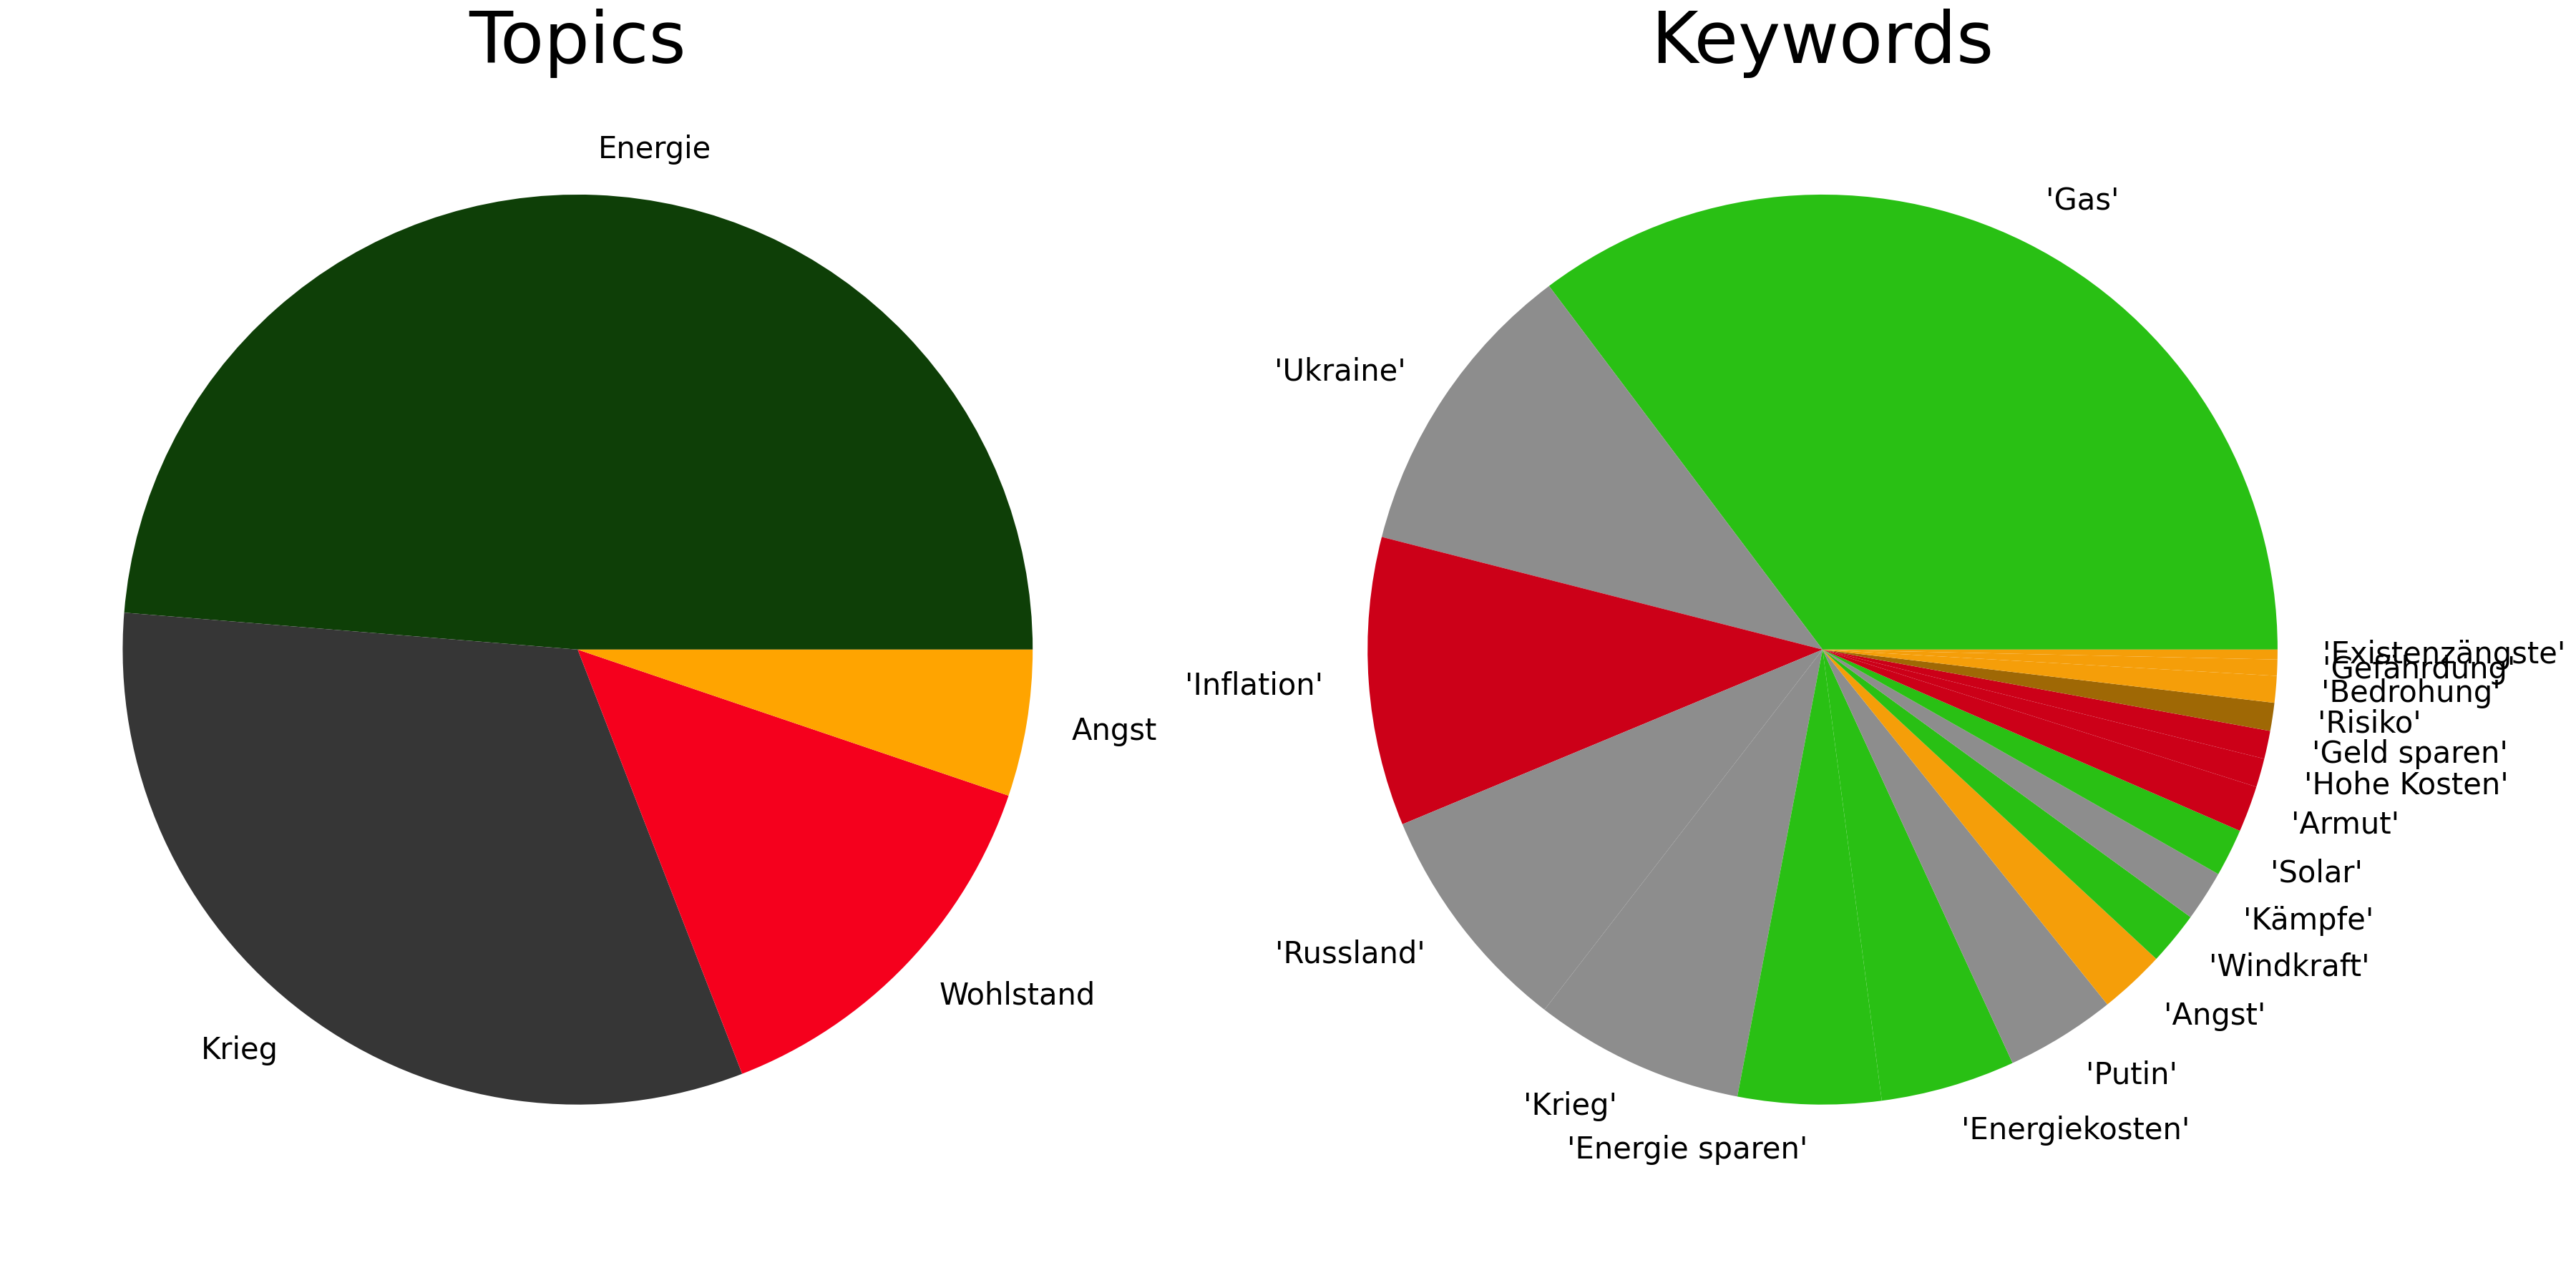 Topics
Energie
Krieg
Wohlstand
Angst
Keywords
'Gas'
'Ukraine'
'Inflation'
'Russland'
'Krieg'
'Energie sparen'
'Energiekosten'
'Putin'
'Angst'
'Windkraft'
'Kämpfe'
'Solar'
'Armut'
'Hohe Kosten'
'Geld sparen'
'Risiko'
'Bedrohung'
'Gefährdung'
'Existenzängste'